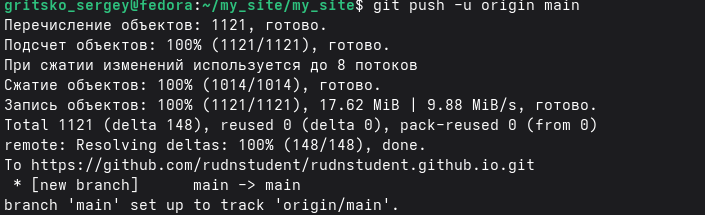 gritsko_sergey@fedora:~/my_site/my_site$ git push -u origin main
Перечисление объектов: 1121, готово.
Подсчет объектов: 100% (1121/1121), готово.
При сжатии изменений используется до 8 потоков
Сжатие объектов: 100% (1014/1014), готово.
Запись объектов: 100% (1121/1121), 17.62 MiB | 9.88 MiB/s, готово.
Total 1121 (delta 148), reused 0 (delta 0), pack-reused 0 (from 0)
remote: Resolving deltas: 100% (148/148), done.
To https://github.com/rudnstudent/rudnstudent.github.io.git
 * [new branch]      main -> main
branch 'main' set up to track 'origin/main'.